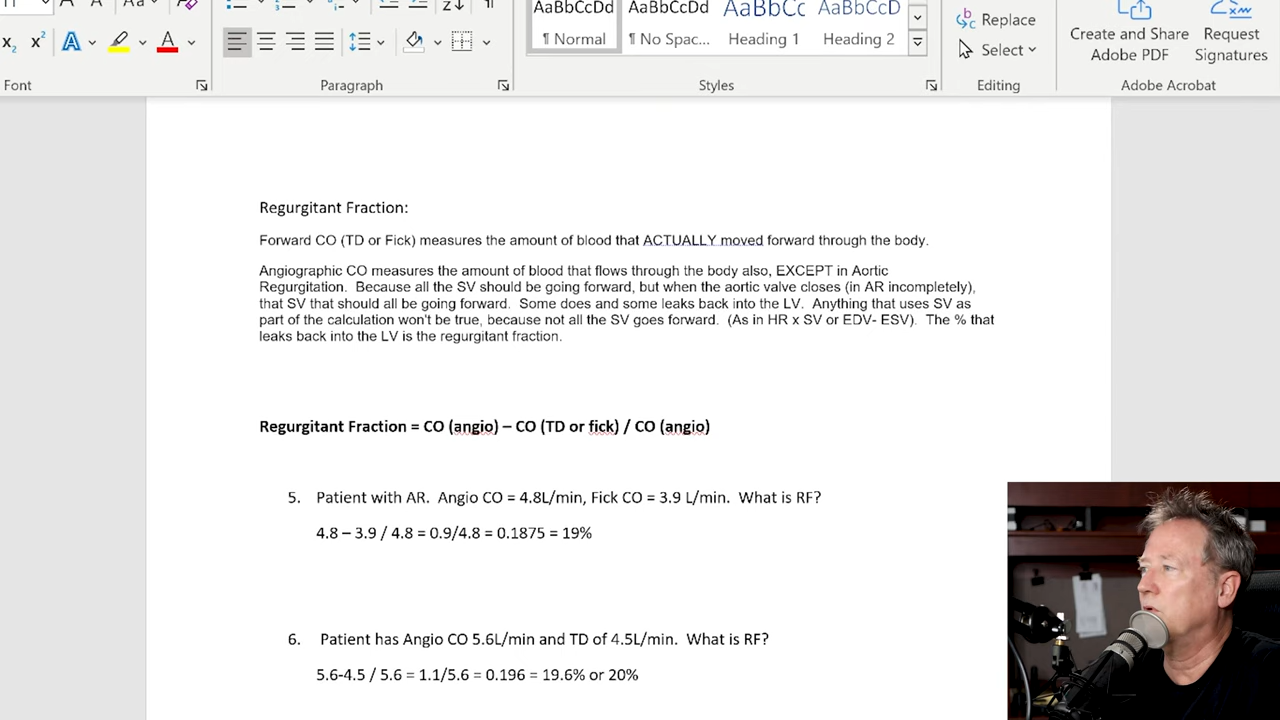 11 A A Aa A
AaBbCcDd AaBbCcDd AaBbCc AaBbCcD
¶ Normal ¶ No Spac... Heading 1 Heading 2
x₂ x² A A
Replace
Select
Create and Share
Adobe PDF
Request
Signatures
Font Paragraph Styles Editing Adobe Acrobat
Regurgitant Fraction:
Forward CO (TD or Fick) measures the amount of blood that ACTUALLY moved forward through the body.
Angiographic CO measures the amount of blood that flows through the body also, EXCEPT in Aortic
Regurgitation. Because all the SV should be going forward, but when the aortic valve closes (in AR incompletely),
that SV that should all be going forward. Some does and some leaks back into the LV. Anything that uses SV as
part of the calculation won't be true, because not all the SV goes forward. (As in HR x SV or EDV- ESV). The % that
leaks back into the LV is the regurgitant fraction.
Regurgitant Fraction = CO (angio) – CO (TD or fick) / CO (angio)
5. Patient with AR. Angio CO = 4.8L/min, Fick CO = 3.9 L/min. What is RF?
4.8 – 3.9 / 4.8 = 0.9/4.8 = 0.1875 = 19%
6. Patient has Angio CO 5.6L/min and TD of 4.5L/min. What is RF?
5.6-4.5 / 5.6 = 1.1/5.6 = 0.196 = 19.6% or 20%